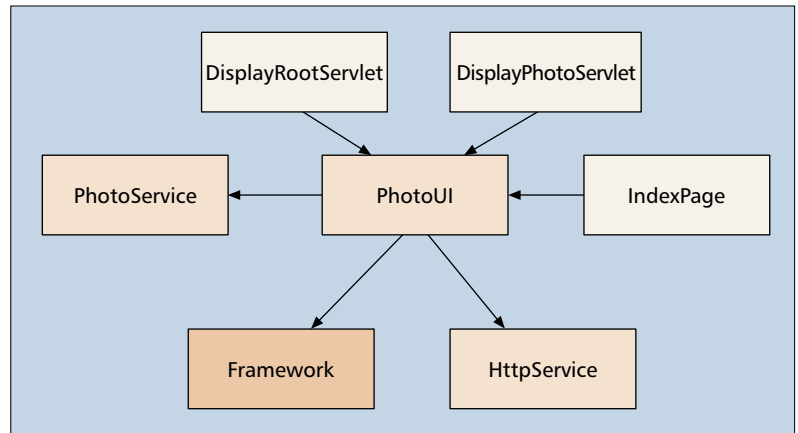 DisplayRootServlet
DisplayPhotoServlet
PhotoService
PhotoUI
IndexPage
Framework
HttpService